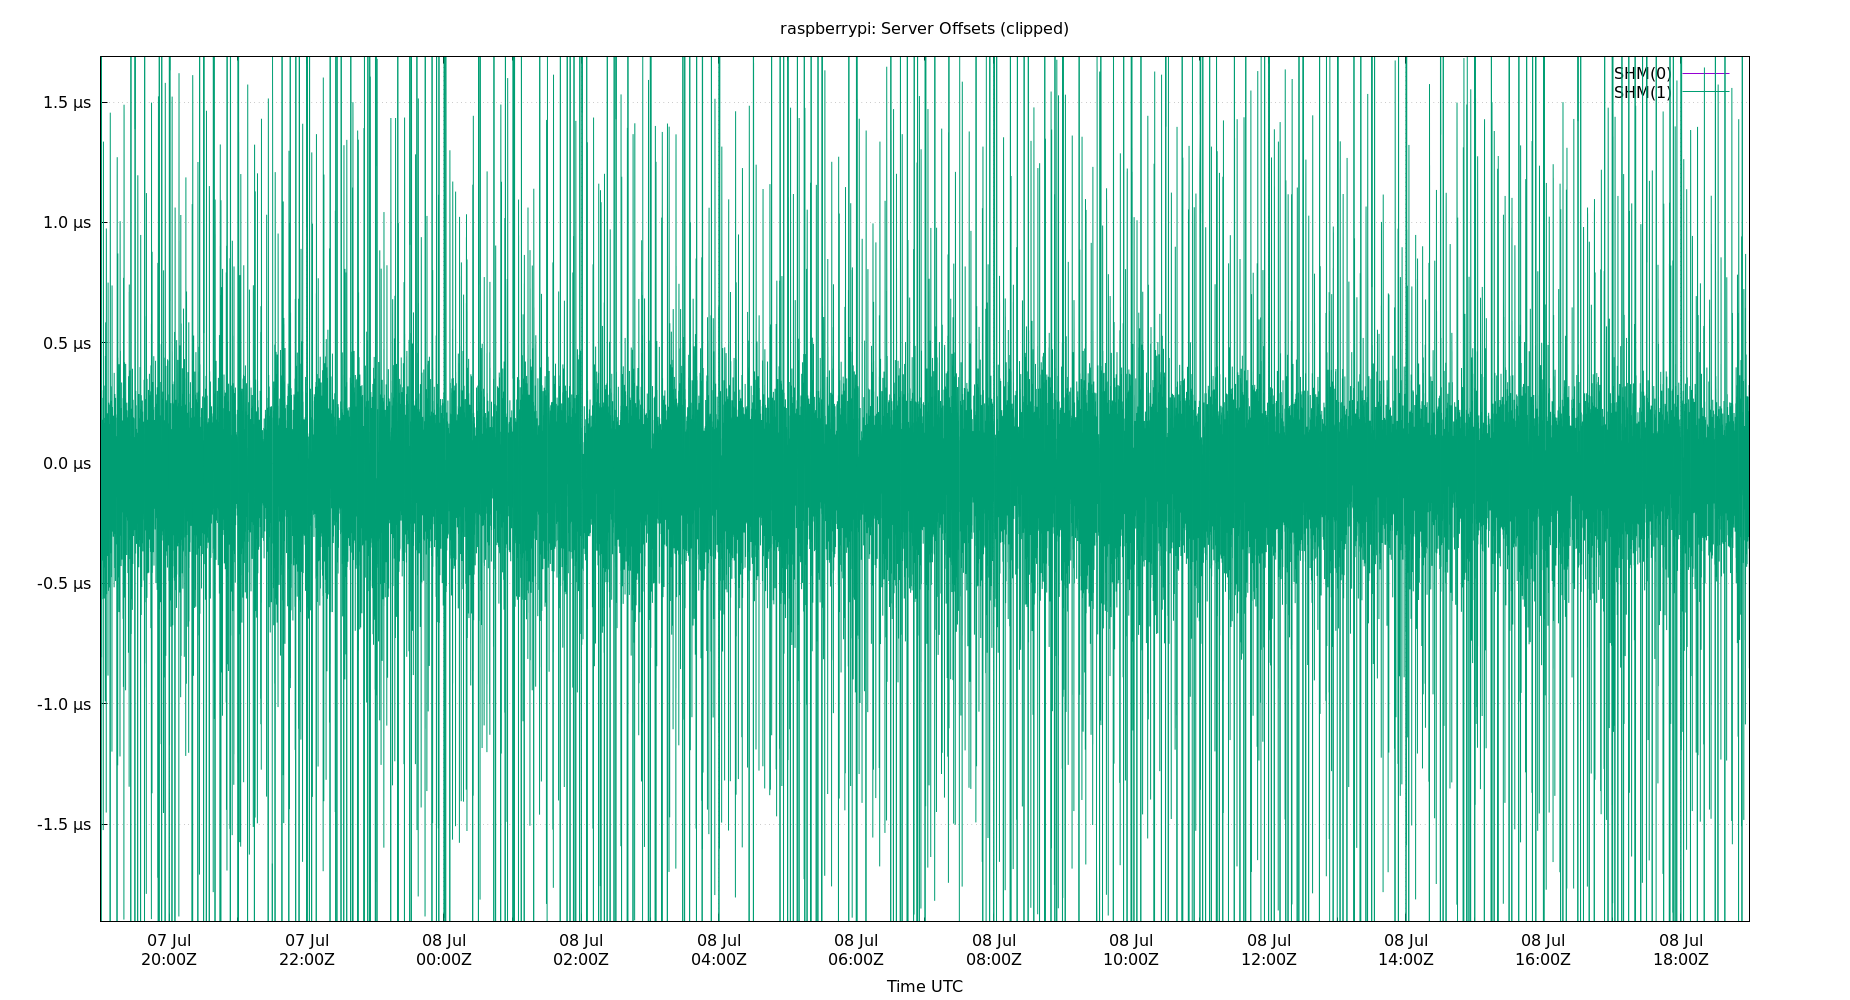 raspberrypi: Server Offsets (clipped)
SHM(0)
SHM(1)
1.5 μs
1.0 μs
0.5 μs
0.0 μs
-0.5 μs
-1.0 μs
-1.5 μs
07 Jul 07 Jul 08 Jul 08 Jul 08 Jul 08 Jul 08 Jul 08 Jul 08 Jul 08 Jul 08 Jul 08 Jul
20:00Z 22:00Z 00:00Z 02:00Z 04:00Z 06:00Z 08:00Z 10:00Z 12:00Z 14:00Z 16:00Z 18:00Z
Time UTC